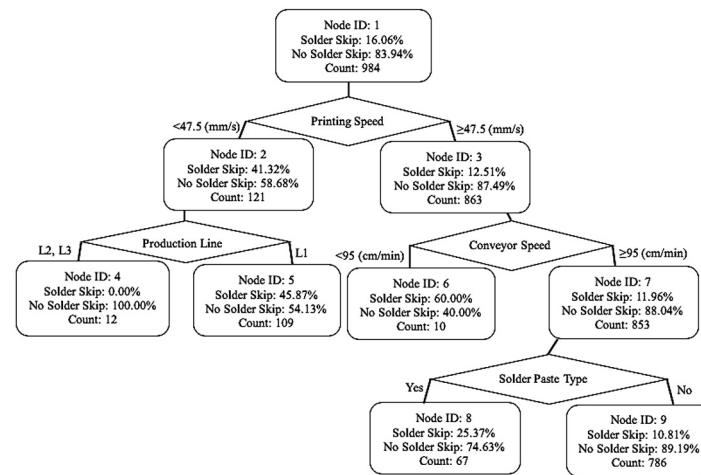 Node ID: 1
Solder Skip: 16.06%
No Solder Skip: 83.94%
Count: 984
<47.5 (mm/s)
Printing Speed
≥47.5 (mm/s)
Node ID: 2
Solder Skip: 41.32%
No Solder Skip: 58.68%
Count: 121
Node ID: 3
Solder Skip: 12.51%
No Solder Skip: 87.49%
Count: 863
L2, L3
Production Line
L1
<95 (cm/min)
Conveyor Speed
≥95 (cm/min)
Node ID: 4
Solder Skip: 0.00%
No Solder Skip: 100.00%
Count: 12
Node ID: 5
Solder Skip: 45.87%
No Solder Skip: 54.13%
Count: 109
Node ID: 6
Solder Skip: 60.00%
No Solder Skip: 40.00%
Count: 10
Node ID: 7
Solder Skip: 11.96%
No Solder Skip: 88.04%
Count: 853
Yes
Solder Paste Type
No
Node ID: 8
Solder Skip: 25.37%
No Solder Skip: 74.63%
Count: 67
Node ID: 9
Solder Skip: 10.81%
No Solder Skip: 89.19%
Count: 786